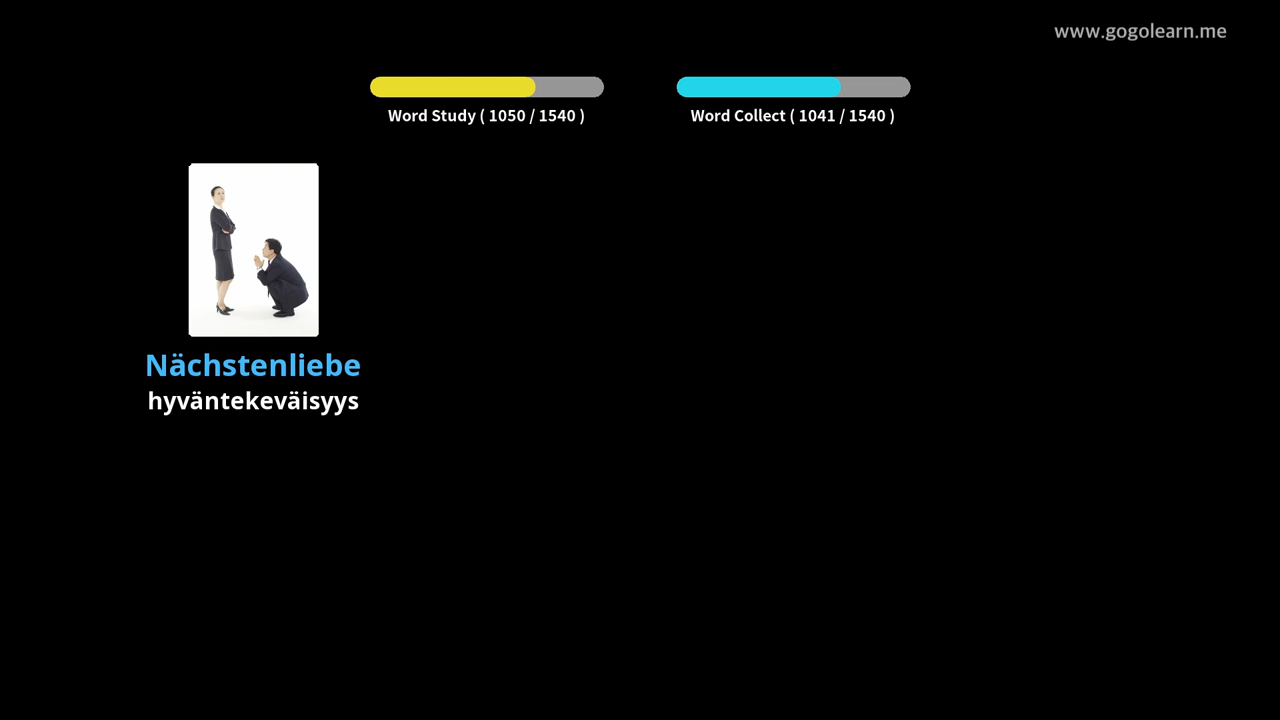 www.gogolearn.me
Word Study ( 1050 / 1540 )
Word Collect ( 1041 / 1540 )
Nächstenliebe
hyväntekeväisyys